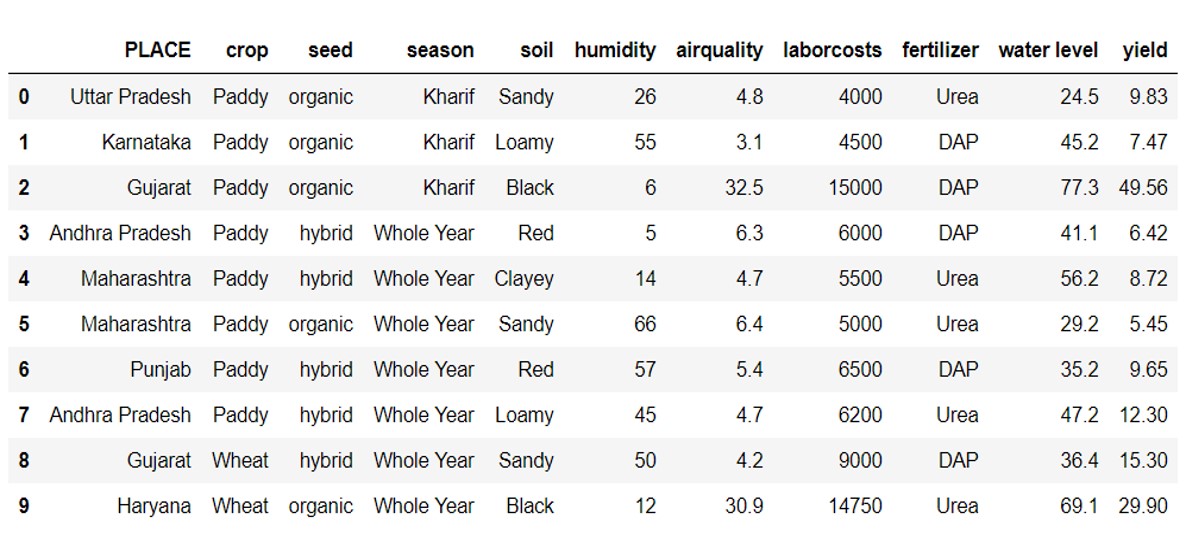 PLACE crop seed season soil humidity airquality laborcosts fertilizer water level yield
0 Uttar Pradesh Paddy organic Kharif Sandy 26 4.8 4000 Urea 24.5 9.83
1 Karnataka Paddy organic Kharif Loamy 55 3.1 4500 DAP 45.2 7.47
2 Gujarat Paddy organic Kharif Black 6 32.5 15000 DAP 77.3 49.56
3 Andhra Pradesh Paddy hybrid Whole Year Red 5 6.3 6000 DAP 41.1 6.42
4 Maharashtra Paddy hybrid Whole Year Clayey 14 4.7 5500 Urea 56.2 8.72
5 Maharashtra Paddy organic Whole Year Sandy 66 6.4 5000 Urea 29.2 5.45
6 Punjab Paddy hybrid Whole Year Red 57 5.4 6500 DAP 35.2 9.65
7 Andhra Pradesh Paddy hybrid Whole Year Loamy 45 4.7 6200 Urea 47.2 12.30
8 Gujarat Wheat hybrid Whole Year Sandy 50 4.2 9000 DAP 36.4 15.30
9 Haryana Wheat organic Whole Year Black 12 30.9 14750 Urea 69.1 29.90